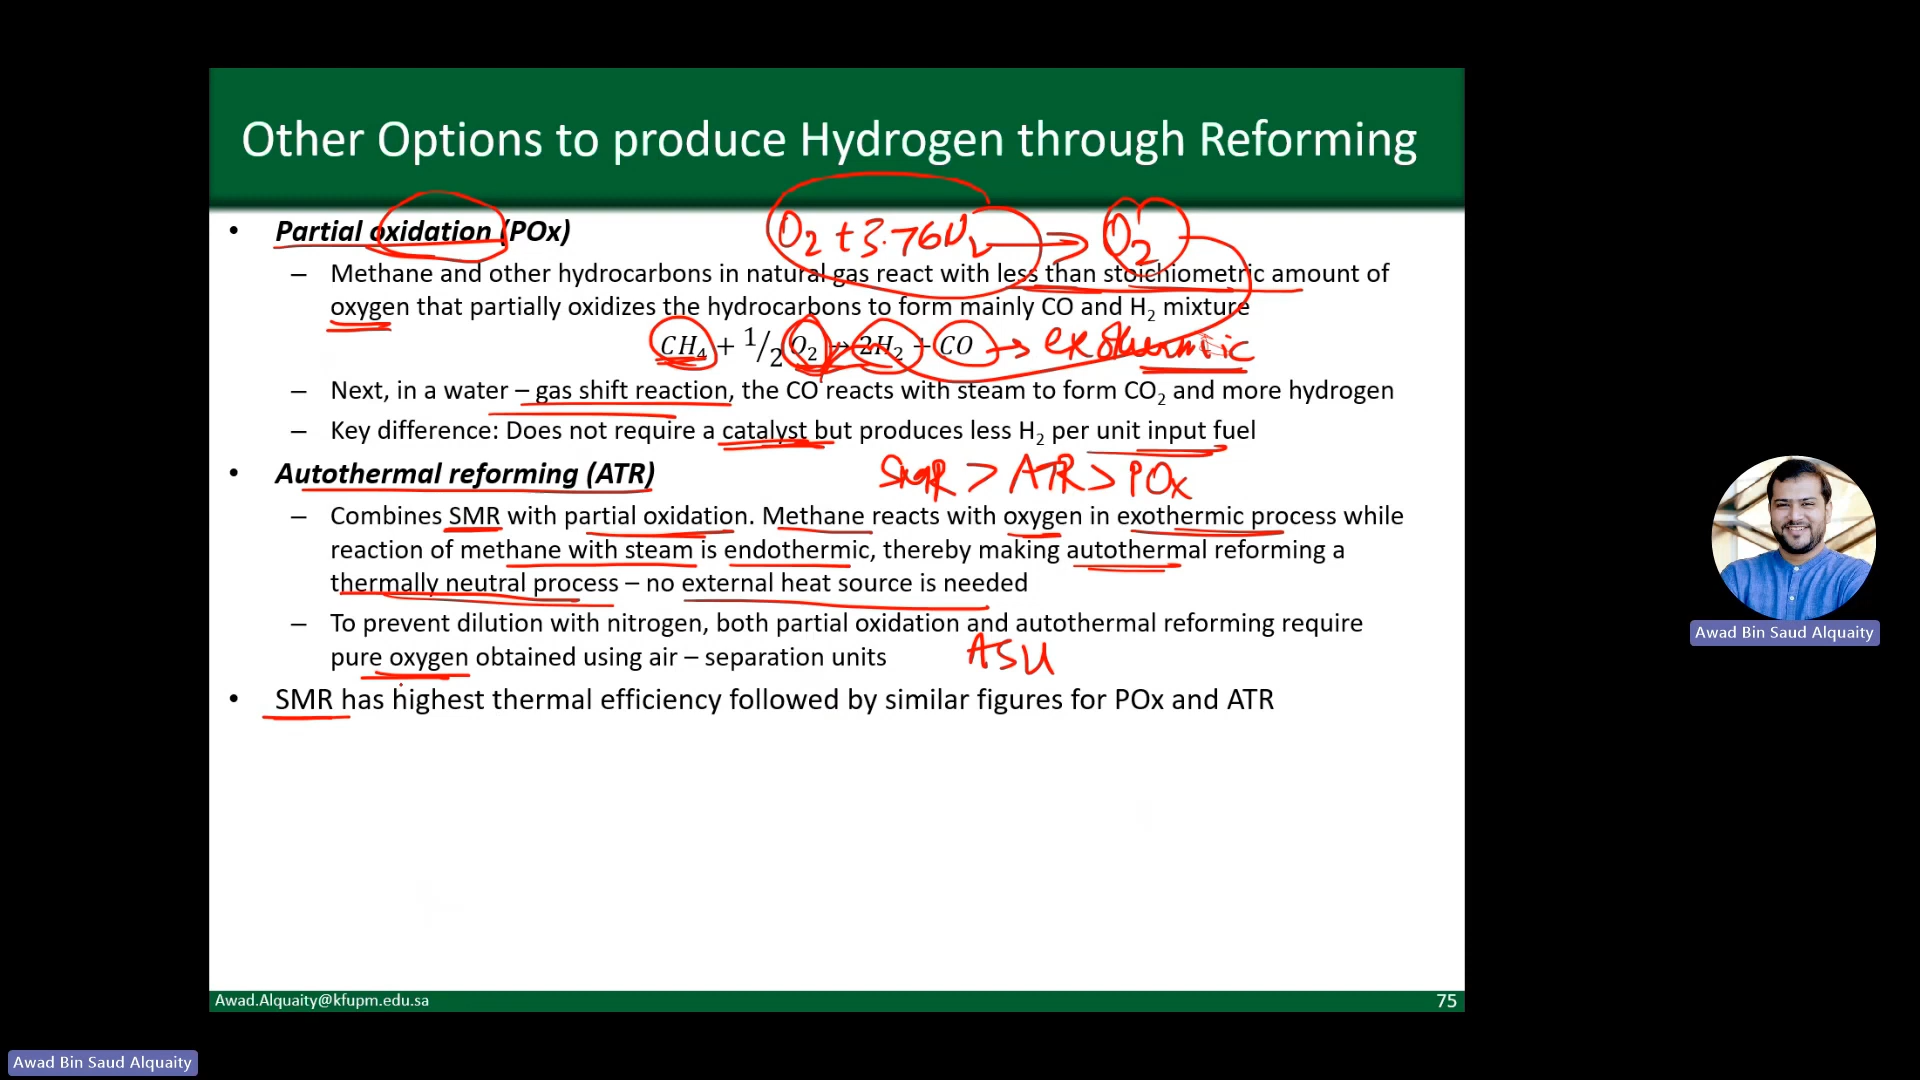 Other Options to produce Hydrogen through Reforming
• Partial oxidation (POx)
O2 + 3.76N2 → O2
– Methane and other hydrocarbons in natural gas react with less than stoichiometric amount of
oxygen that partially oxidizes the hydrocarbons to form mainly CO and H₂ mixture
CH₄ + 1/2 O₂ → 2H₂ + CO → exothermic
– Next, in a water – gas shift reaction, the CO reacts with steam to form CO₂ and more hydrogen
– Key difference: Does not require a catalyst but produces less H₂ per unit input fuel
• Autothermal reforming (ATR)
SMR > ATR > POx
– Combines SMR with partial oxidation. Methane reacts with oxygen in exothermic process while
reaction of methane with steam is endothermic, thereby making autothermal reforming a
thermally neutral process – no external heat source is needed
– To prevent dilution with nitrogen, both partial oxidation and autothermal reforming require
pure oxygen obtained using air – separation units
ASU
• SMR has highest thermal efficiency followed by similar figures for POx and ATR
Awad.Alquaity@kfupm.edu.sa
75
Awad Bin Saud Alquaity
Awad Bin Saud Alquaity